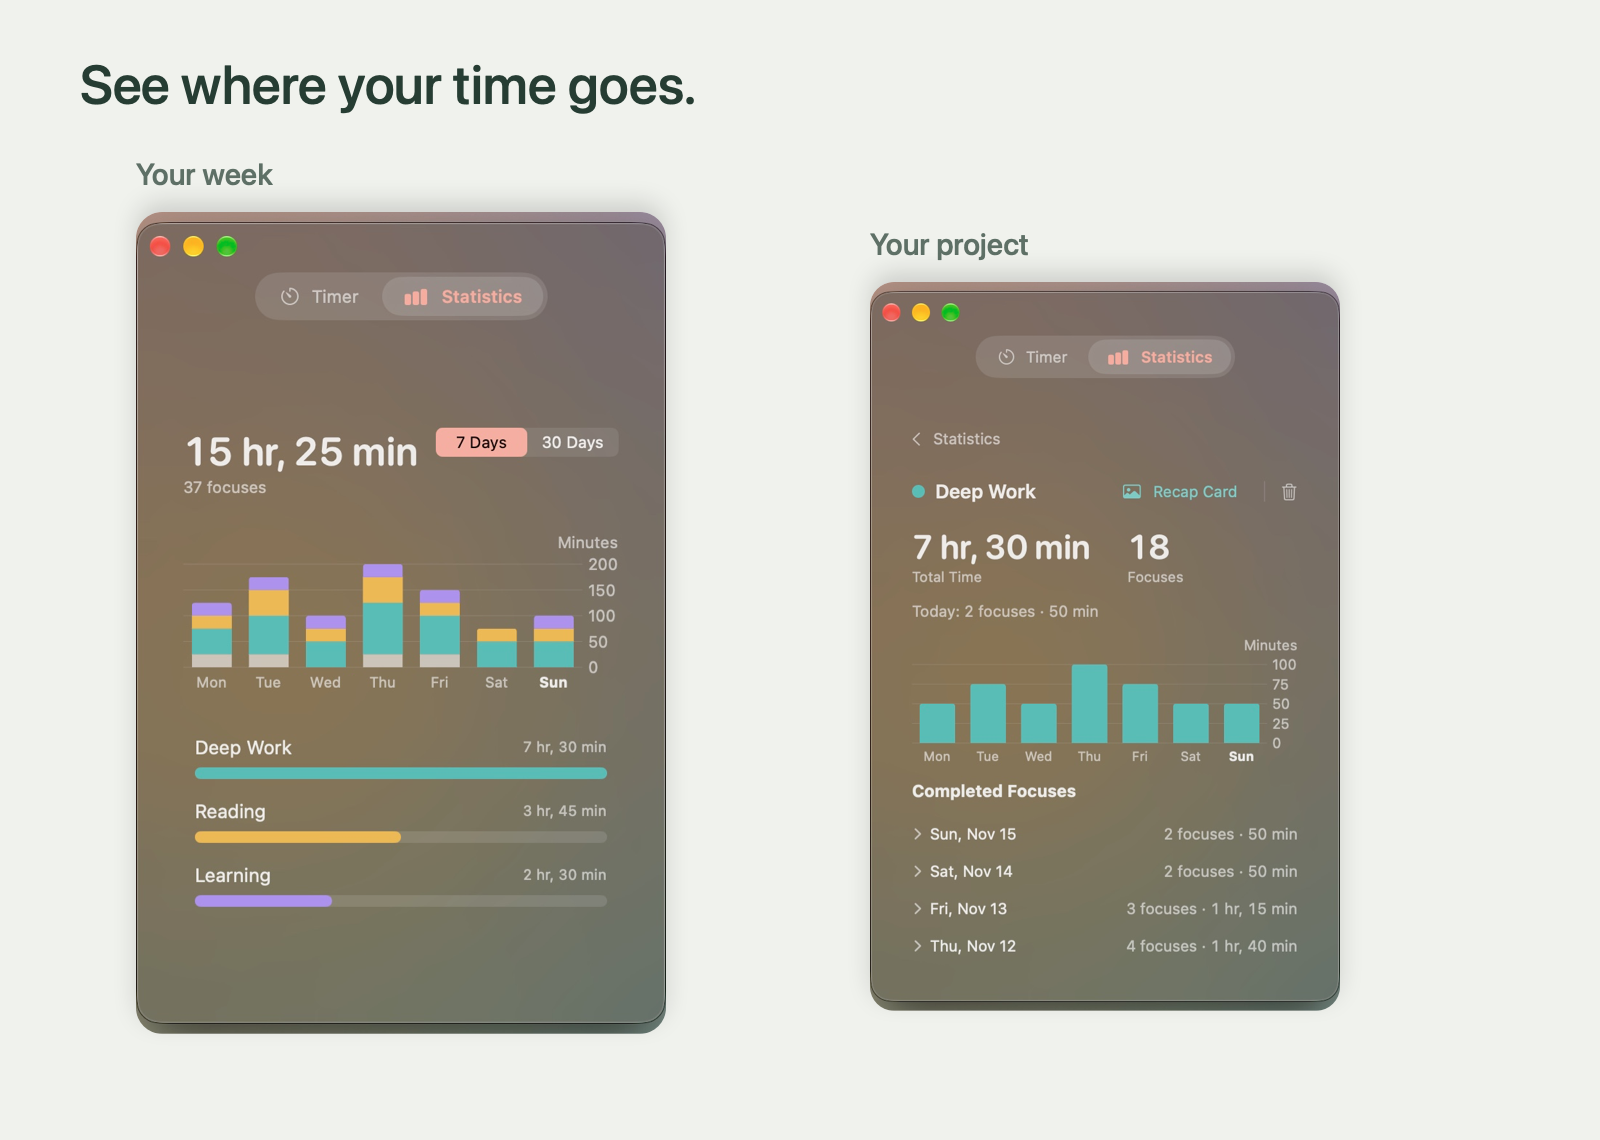 See where your time goes.
Your week
Timer
Statistics
15 hr, 25 min
7 Days
30 Days
37 focuses
Minutes
200
150
100
50
0
Mon Tue Wed Thu Fri Sat Sun
Deep Work 7 hr, 30 min
Reading 3 hr, 45 min
Learning 2 hr, 30 min
Your project
Timer
Statistics
Statistics
Deep Work
Recap Card
7 hr, 30 min 18
Total Time Focuses
Today: 2 focuses · 50 min
Minutes
100
75
50
25
0
Mon Tue Wed Thu Fri Sat Sun
Completed Focuses
Sun, Nov 15 2 focuses · 50 min
Sat, Nov 14 2 focuses · 50 min
Fri, Nov 13 3 focuses · 1 hr, 15 min
Thu, Nov 12 4 focuses · 1 hr, 40 min